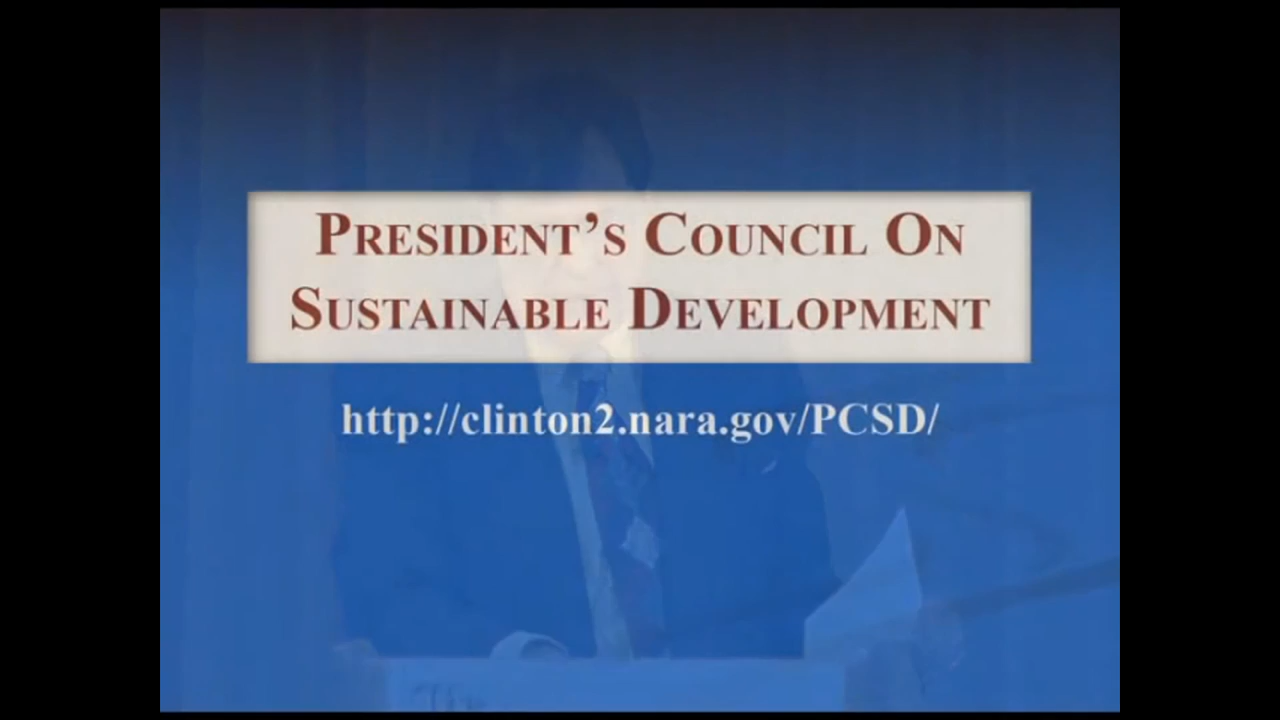 President's Council On
Sustainable Development
http://clinton2.nara.gov/PCSD/